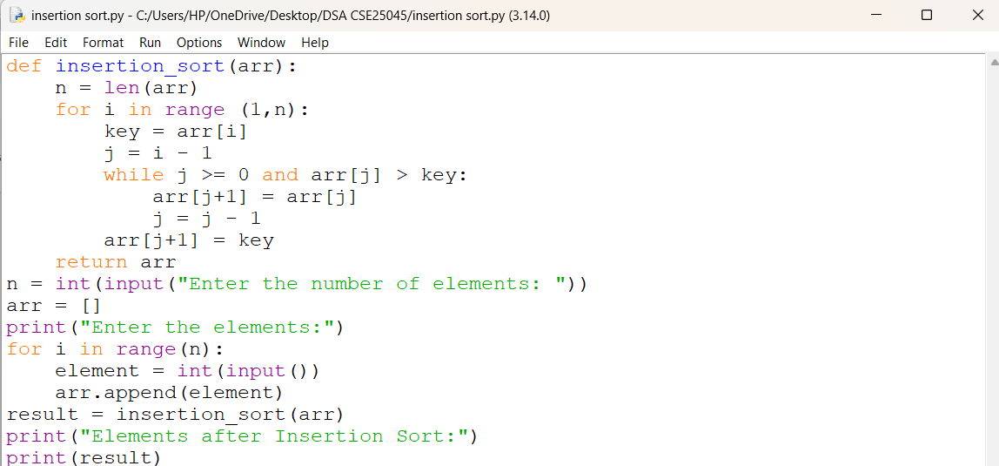 insertion sort.py - C:/Users/HP/OneDrive/Desktop/DSA CSE25045/insertion sort.py (3.14.0)
File Edit Format Run Options Window Help
def insertion_sort(arr):
    n = len(arr)
    for i in range (1,n):
        key = arr[i]
        j = i - 1
        while j >= 0 and arr[j] > key:
            arr[j+1] = arr[j]
            j = j - 1
        arr[j+1] = key
    return arr
n = int(input("Enter the number of elements: "))
arr = []
print("Enter the elements:")
for i in range(n):
    element = int(input())
    arr.append(element)
result = insertion_sort(arr)
print("Elements after Insertion Sort:")
print(result)